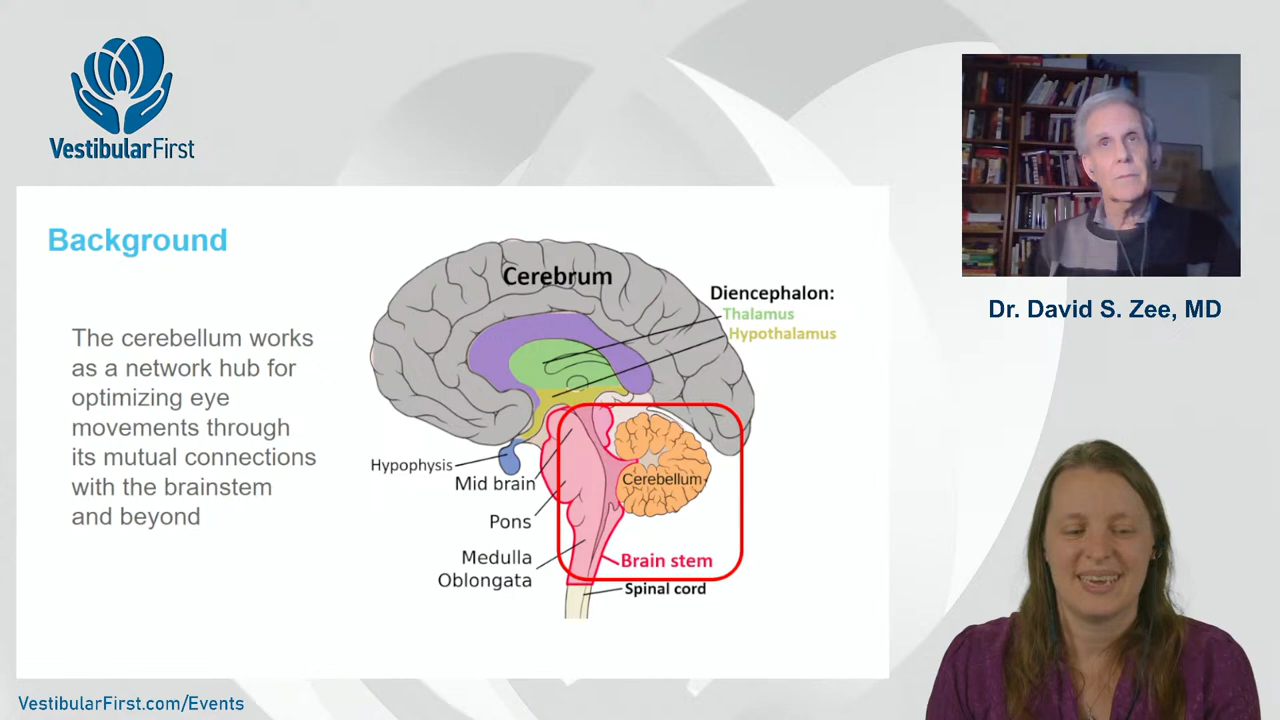 VestibularFirst
Background
The cerebellum works
as a network hub for
optimizing eye
movements through
its mutual connections
with the brainstem
and beyond
Cerebrum
Diencephalon:
Thalamus
Hypothalamus
Hypophysis
Mid brain
Pons
Medulla
Oblongata
Cerebellum
Brain stem
Spinal cord
Dr. David S. Zee, MD
VestibularFirst.com/Events